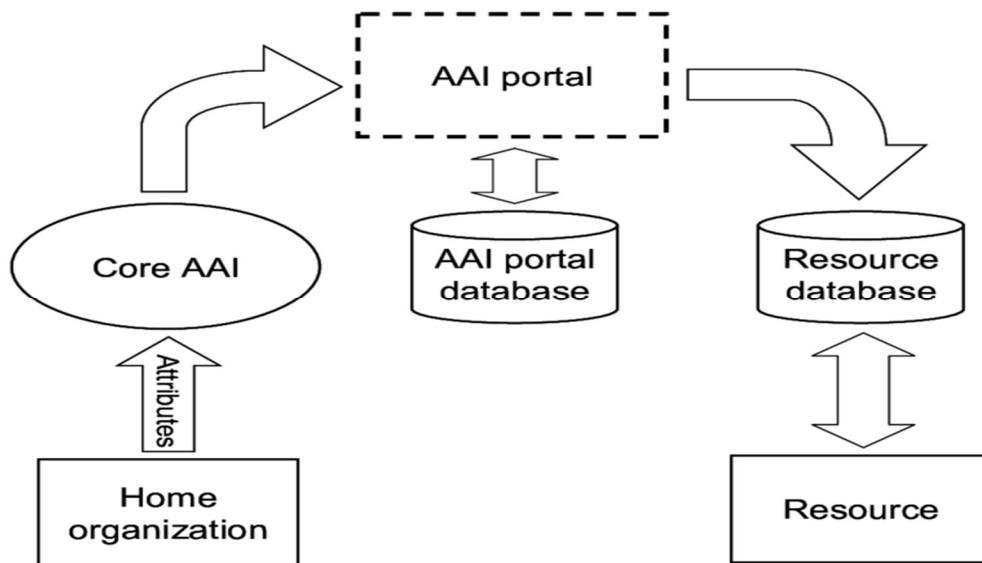 AAI portal
Core AAI
AAI portal
database
Resource
database
Attributes
Home
organization
Resource